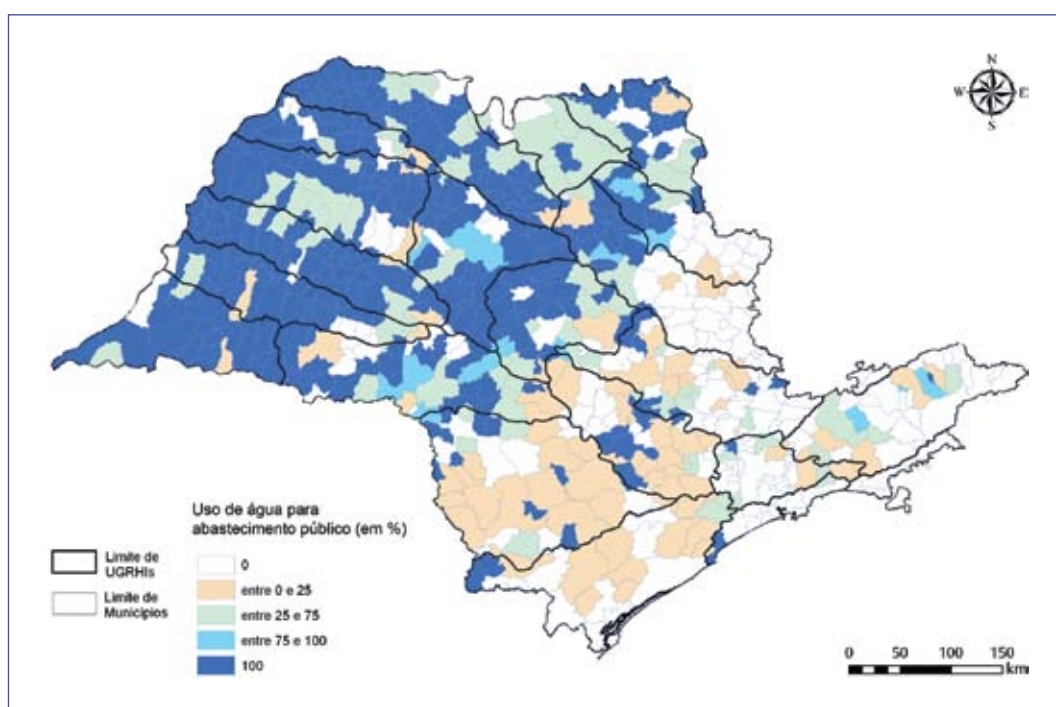 N
W E
S
Uso de água para
abastecimento público (em %)
0
entre 0 e 25
entre 25 e 75
entre 75 e 100
100
Limite de
UGRHIs
Limite de
Municípios
0 50 100 150
km